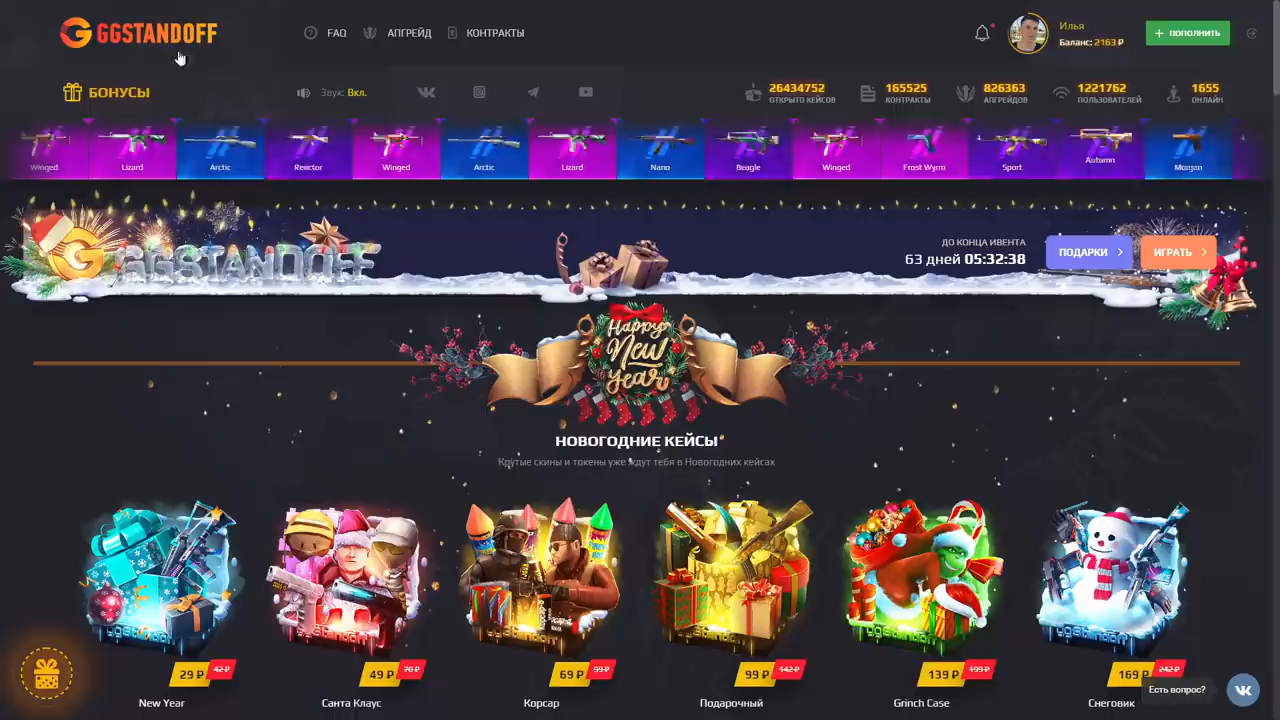 GGSTANDOFF
FAQ
АПГРЕЙД
КОНТРАКТЫ
Илья
Баланс: 2163 ₽
ПОПОЛНИТЬ
БОНУСЫ
Звук: Вкл.
26434752
ОТКРЫТО КЕЙСОВ
165525
КОНТРАКТЫ
826363
АПГРЕЙДОВ
1221762
ПОЛЬЗОВАТЕЛЕЙ
1655
ОНЛАЙН
Winged
Lizard
Arctic
Reactor
Winged
Arctic
Lizard
Nano
Beagle
Winged
Frost Wyrm
Sport
Autumn
Morgan
GGSTANDOFF
ДО КОНЦА ИВЕНТА
63 дней 05:32:38
ПОДАРКИ
ИГРАТЬ
Happy
New
Year
НОВОГОДНИЕ КЕЙСЫ
Крутые скины и токены уже ждут тебя в Новогодних кейсах
29 ₽
42 ₽
49 ₽
70 ₽
69 ₽
99 ₽
99 ₽
142 ₽
139 ₽
199 ₽
169 ₽
242 ₽
New Year
Санта Клаус
Корсар
Подарочный
Grinch Case
Снеговик
Есть вопрос?